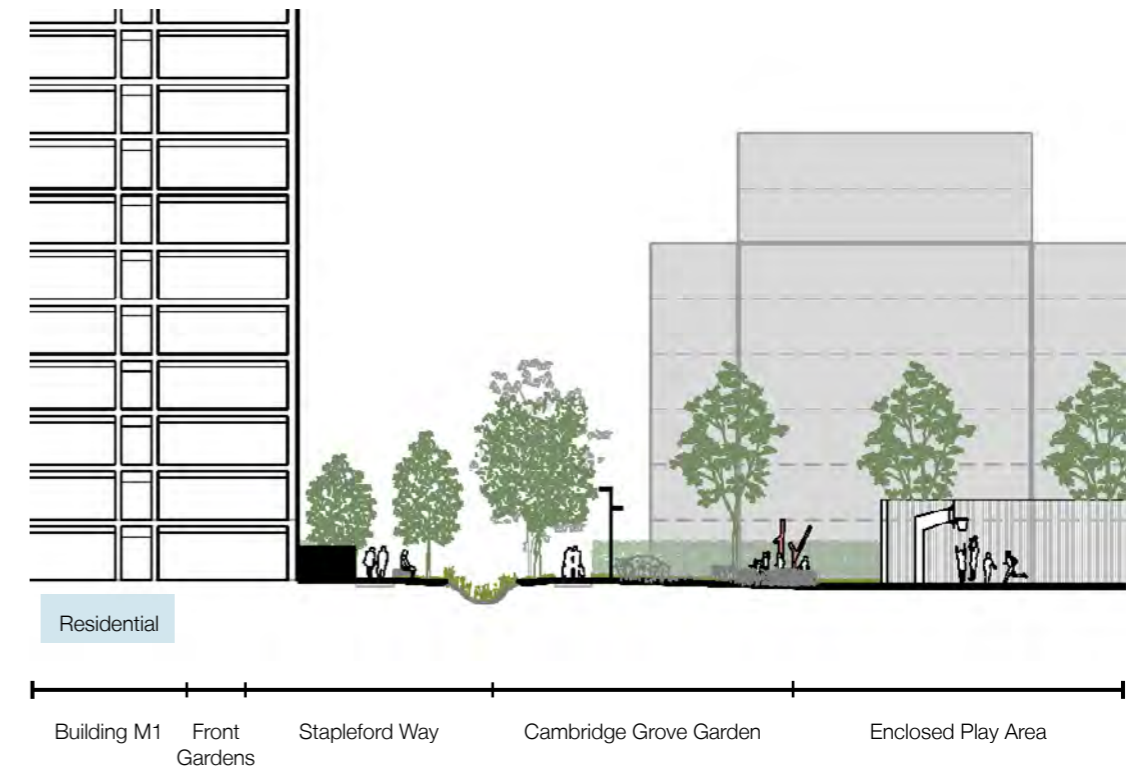 Residential
Building M1
Front
Gardens
Stapleford Way
Cambridge Grove Garden
Enclosed Play Area